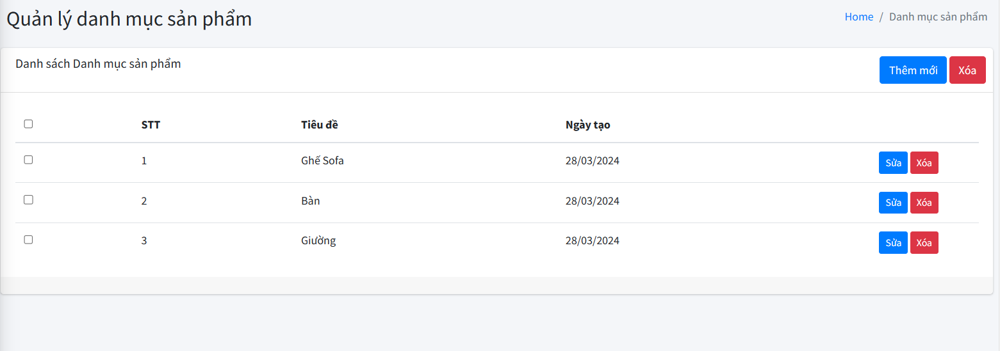 Quản lý danh mục sản phẩm
Home / Danh mục sản phẩm
Danh sách Danh mục sản phẩm
Thêm mới Xóa
STT Tiêu đề Ngày tạo
1 Ghế Sofa 28/03/2024 Sửa Xóa
2 Bàn 28/03/2024 Sửa Xóa
3 Giường 28/03/2024 Sửa Xóa